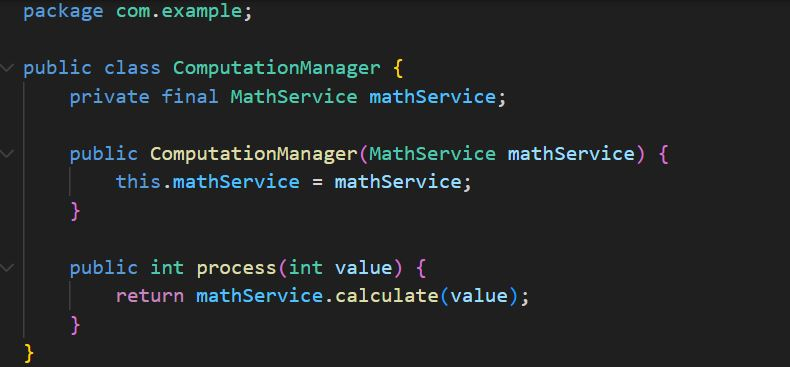 package com.example;
public class ComputationManager {
private final MathService mathService;
public ComputationManager(MathService mathService) {
this.mathService = mathService;
}
public int process(int value) {
return mathService.calculate(value);
}
}